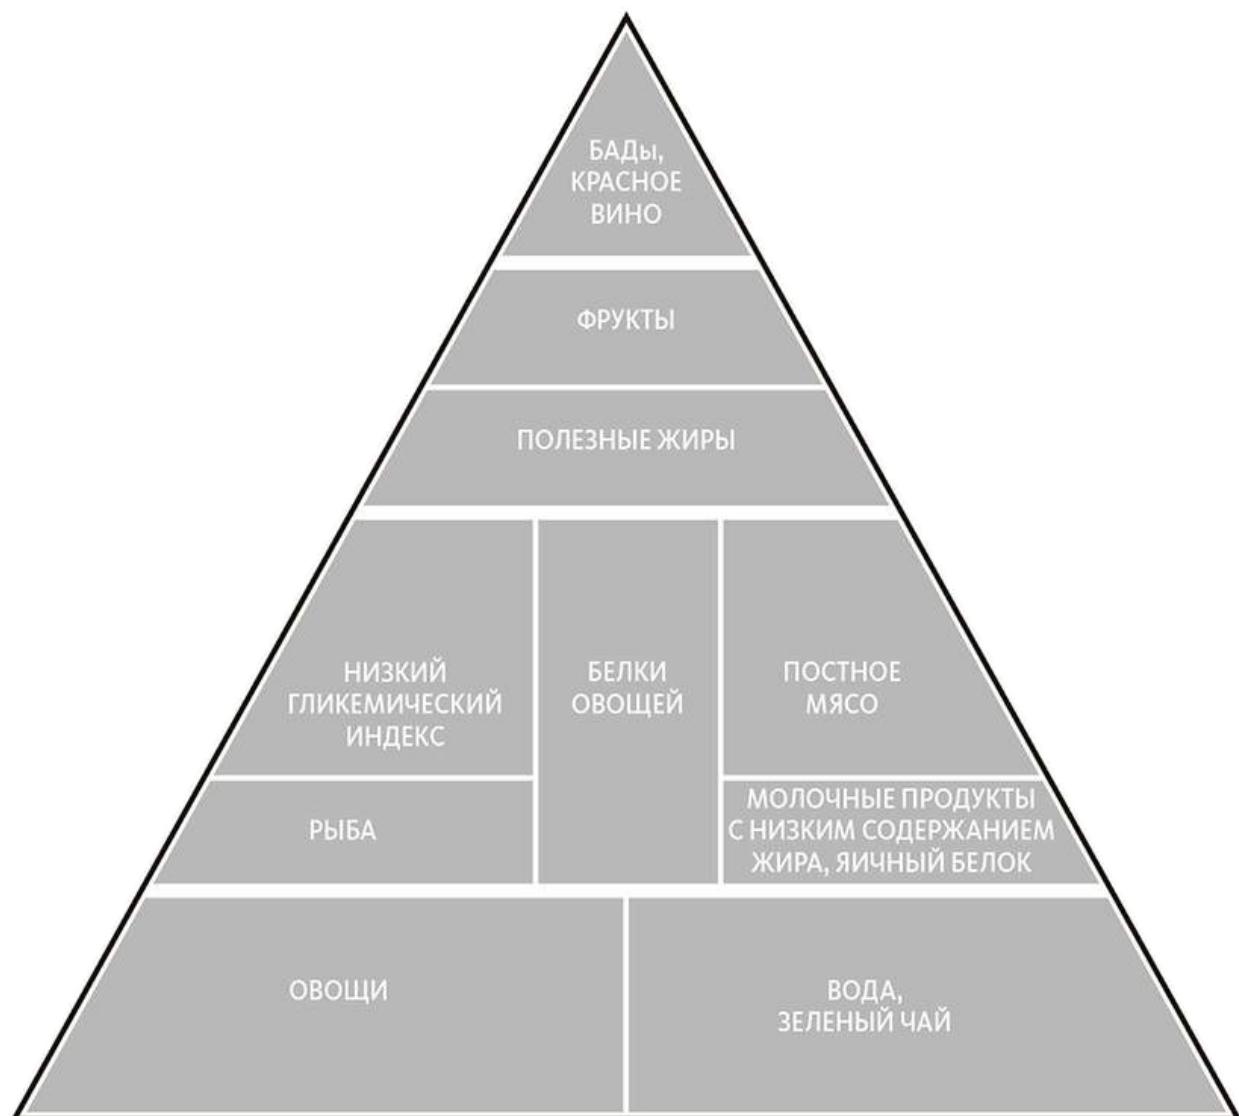 БАДы,
КРАСНОЕ
ВИНО
ФРУКТЫ
ПОЛЕЗНЫЕ ЖИРЫ
НИЗКИЙ
ГЛИКЕМИЧЕСКИЙ
ИНДЕКС
БЕЛКИ
ОВОЩЕЙ
ПОСТНОЕ
МЯСО
РЫБА
МОЛОЧНЫЕ ПРОДУКТЫ
С НИЗКИМ СОДЕРЖАНИЕМ
ЖИРА, ЯИЧНЫЙ БЕЛОК
ОВОЩИ
ВОДА,
ЗЕЛЕНЫЙ ЧАЙ